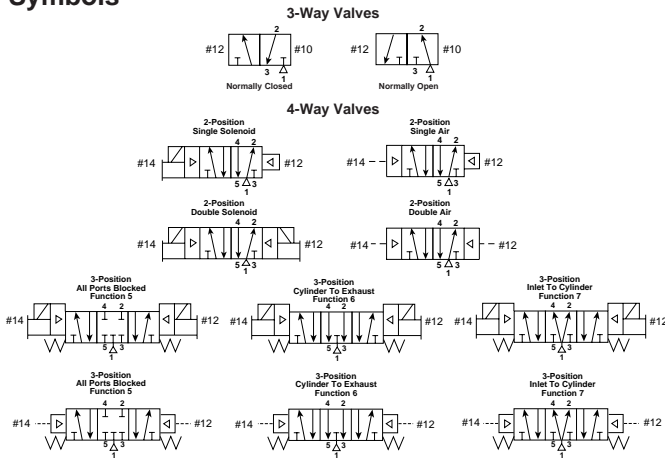 Symbols
3-Way Valves
2
#12 #10
3
1
Normally Closed
2
#12 #10
3
1
Normally Open
4-Way Valves
2-Position
Single Solenoid
4 2
#14 #12
5 3
1
2-Position
Single Air
4 2
#14 #12
5 3
1
2-Position
Double Solenoid
4 2
#14 #12
5 3
1
2-Position
Double Air
4 2
#14 #12
5 3
1
3-Position
All Ports Blocked
Function 5
4 2
#14 #12
5 3
1
3-Position
Cylinder To Exhaust
Function 6
4 2
#14 #12
5 3
1
3-Position
Inlet To Cylinder
Function 7
4 2
#14 #12
5 3
1
3-Position
All Ports Blocked
Function 5
4 2
#14 #12
5 3
1
3-Position
Cylinder To Exhaust
Function 6
4 2
#14 #12
5 3
1
3-Position
Inlet To Cylinder
Function 7
4 2
#14 #12
5 3
1